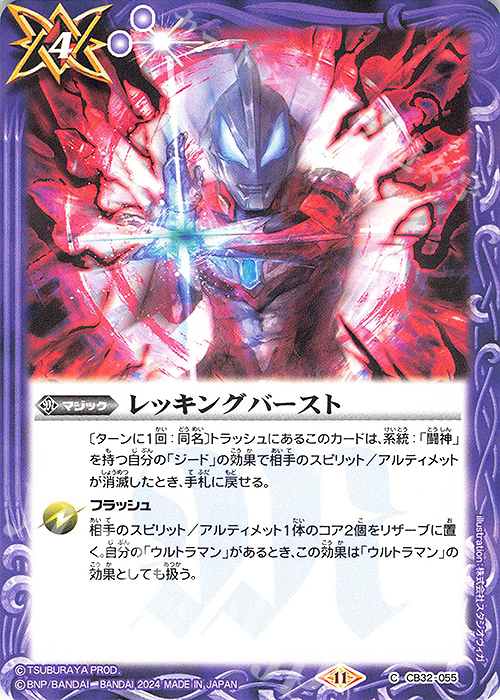 4
マジック
レッキングバースト
〔ターンに1回：同名〕トラッシュにあるこのカードは、系統：「闘神」
を持つ自分の「ジード」の効果で相手のスピリット／アルティメット
が消滅したとき、手札に戻せる。
フラッシュ
相手のスピリット／アルティメット1体のコア2個をリザーブに置
く。自分の「ウルトラマン」があるとき、この効果は「ウルトラマン」の
効果としても扱う。
Illustration：株式会社スタジオヴィガ
©TSUBURAYA PROD.
©BNP/BANDAI BANDAI 2024 MADE IN JAPAN
11
C CB32-055